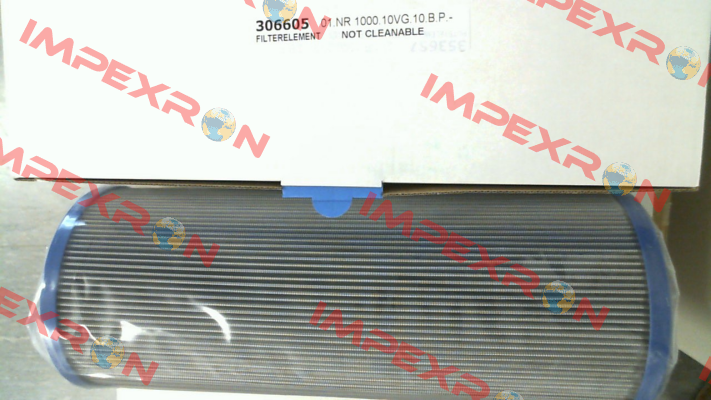 306605 01.NR 1000.10VG.10.B.P.-
FILTERELEMENT NOT CLEANABLE
IMPEXRON
IMPEXRON
IMPEXRON
IMPEXRON
IMPEXRON
IMPEXRON